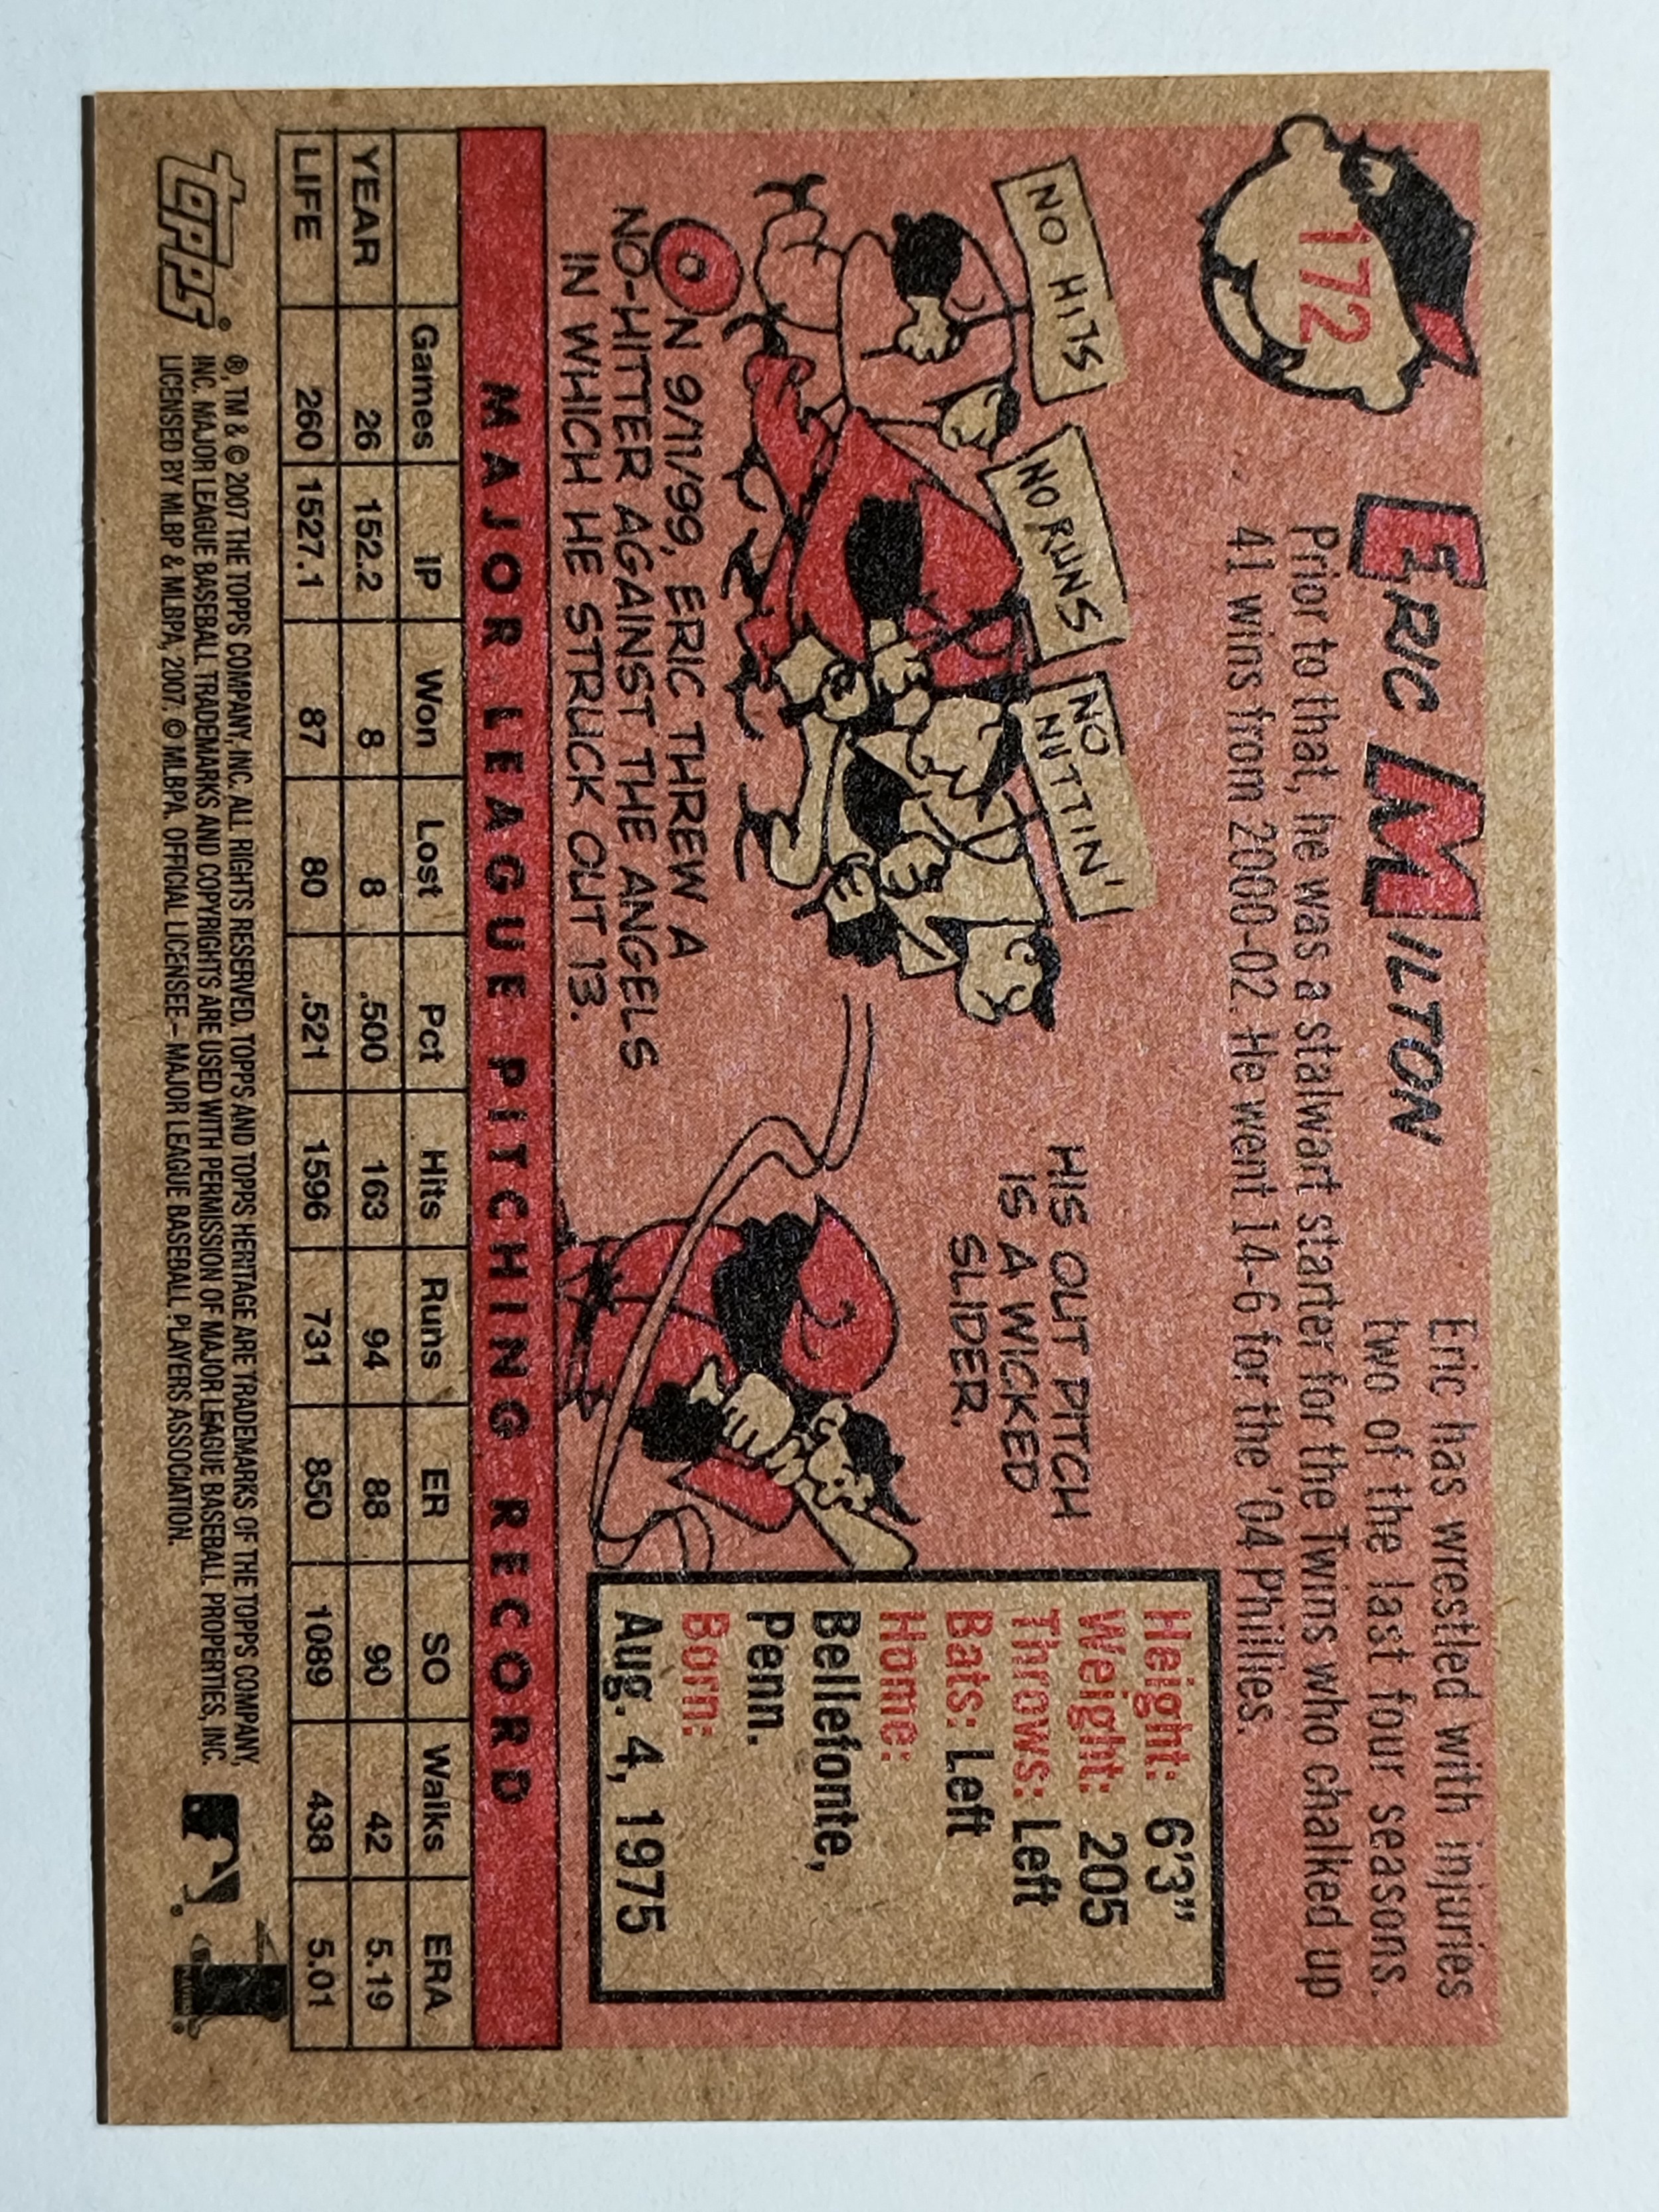 172
ERIC MILTON
Eric has wrestled with injuries
two of the last four seasons.
Prior to that, he was a stalwart starter for the Twins who chalked up
41 wins from 2000-02. He went 14-6 for the '04 Phillies.
NO HITS
NO RUNS
NO
NUTTIN'
ON 9/11/99, ERIC THREW A
NO-HITTER AGAINST THE ANGELS
IN WHICH HE STRUCK OUT 13.
HIS OUT PITCH
IS A WICKED
SLIDER.
Height: 6'3"
Weight: 205
Throws: Left
Bats: Left
Home:
Bellefonte,
Penn.
Born:
Aug. 4, 1975
MAJOR LEAGUE PITCHING RECORD
Games IP Won Lost Pct Hits Runs ER SO Walks ERA
YEAR 26 152.2 8 8 .500 163 94 88 90 42 5.19
LIFE 260 1527.1 87 80 .521 1596 731 850 1089 438 5.01
topps®
®, TM & © 2007 THE TOPPS COMPANY, INC. ALL RIGHTS RESERVED. TOPPS AND TOPPS HERITAGE ARE TRADEMARKS OF THE TOPPS COMPANY,
INC. MAJOR LEAGUE BASEBALL TRADEMARKS AND COPYRIGHTS ARE USED WITH PERMISSION OF MAJOR LEAGUE BASEBALL PROPERTIES, INC.
LICENSED BY MLBP & MLBPA, 2007. © MLBPA. OFFICIAL LICENSEE – MAJOR LEAGUE BASEBALL PLAYERS ASSOCIATION.